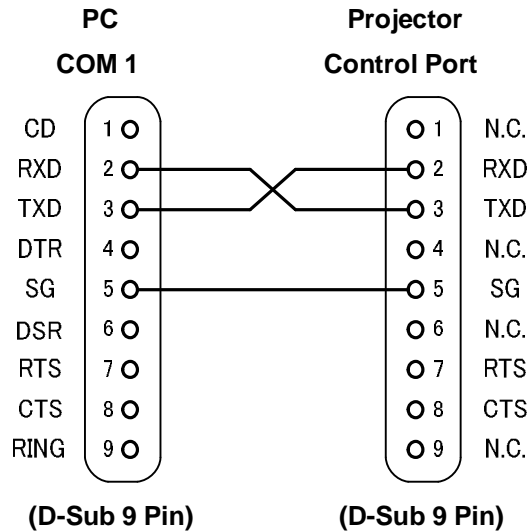 PC Projector
COM 1 Control Port
CD 1 1 N.C.
RXD 2 2 RXD
TXD 3 3 TXD
DTR 4 4 N.C.
SG 5 5 SG
DSR 6 6 N.C.
RTS 7 7 RTS
CTS 8 8 CTS
RING 9 9 N.C.
(D-Sub 9 Pin) (D-Sub 9 Pin)